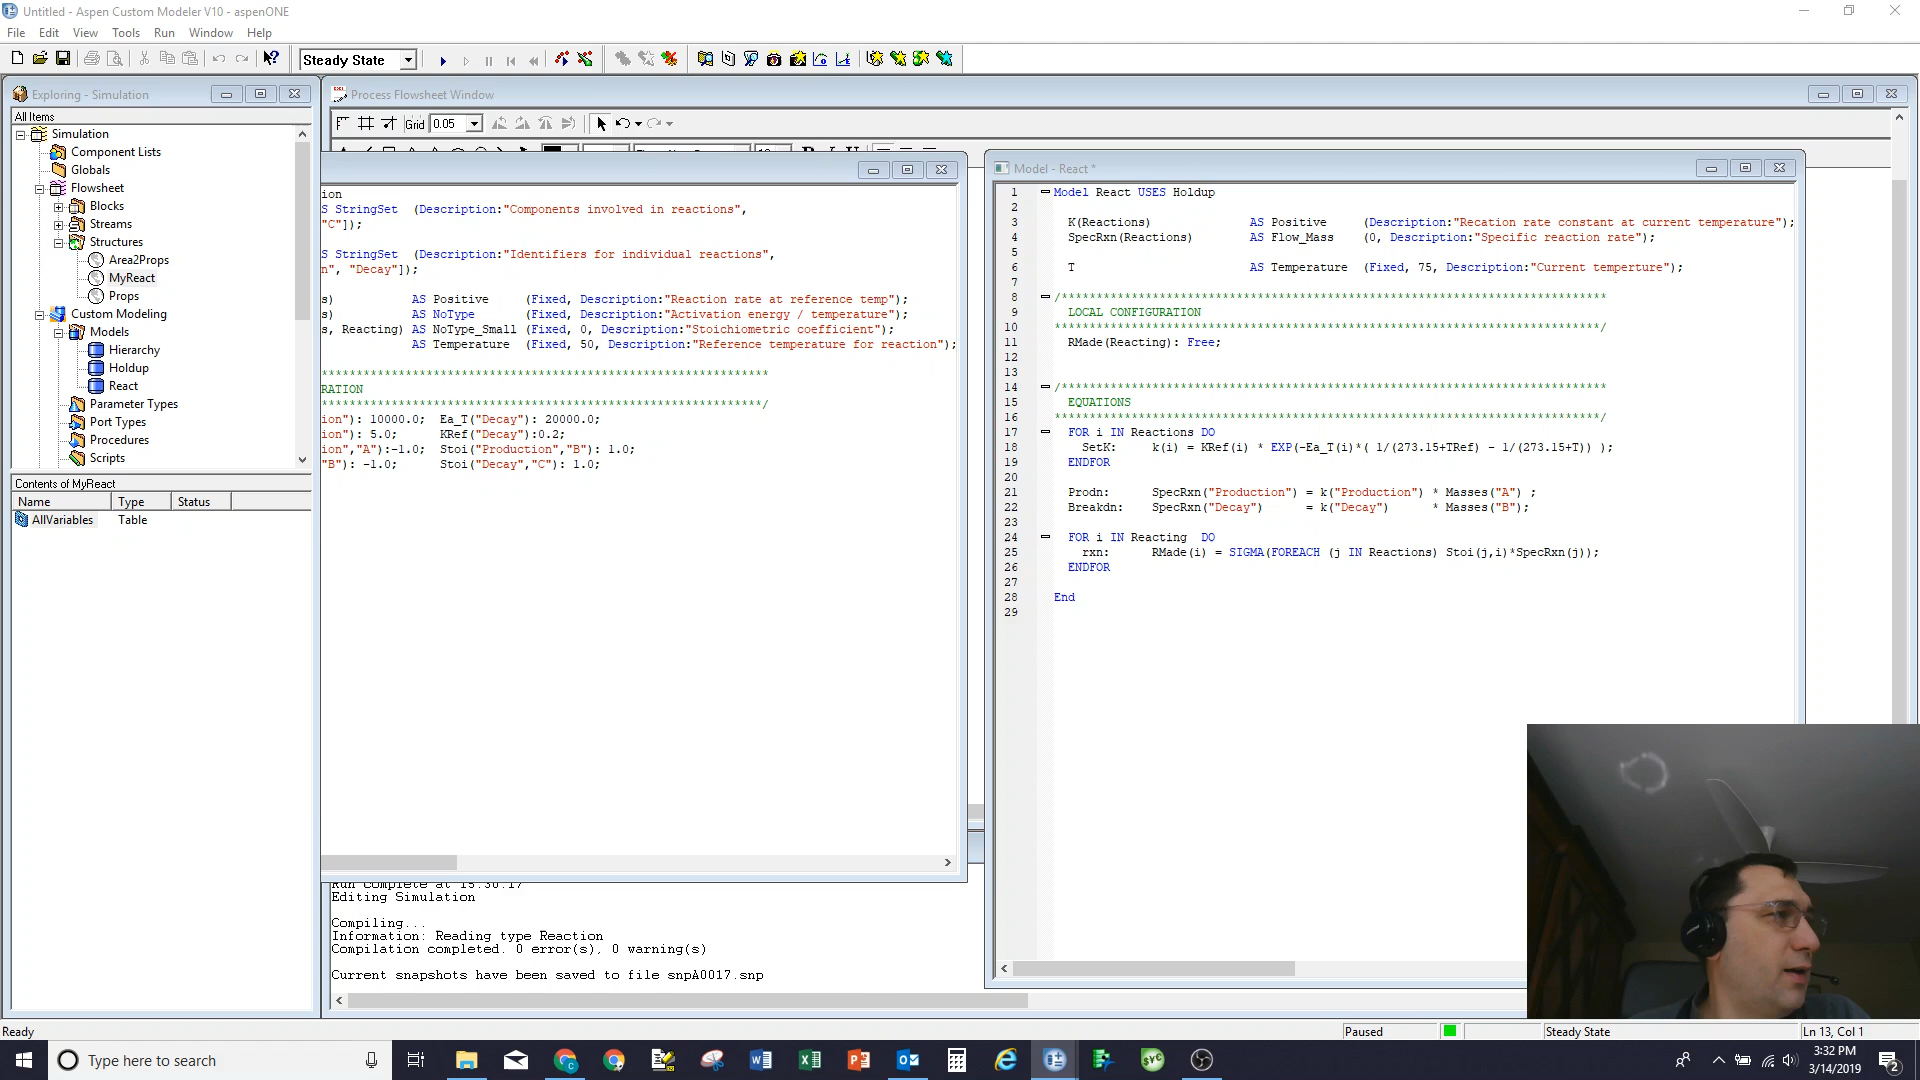 Untitled - Aspen Custom Modeler V10 - aspenONE
File Edit View Tools Run Window Help
Steady State
Exploring - Simulation
All Items
Simulation
Component Lists
Globals
Flowsheet
Blocks
Streams
Structures
Area2Props
MyReact
Props
Custom Modeling
Models
Hierarchy
Holdup
React
Parameter Types
Port Types
Procedures
Scripts
Contents of MyReact
Name Type Status
AllVariables Table
Process Flowsheet Window
Grid 0.05
ion
S StringSet (Description:"Components involved in reactions",
"C"]);
S StringSet (Description:"Identifiers for individual reactions",
n", "Decay"]);
s) AS Positive (Fixed, Description:"Reaction rate at reference temp");
s) AS NoType (Fixed, Description:"Activation energy / temperature");
s, Reacting) AS NoType_Small (Fixed, 0, Description:"Stoichiometric coefficient");
AS Temperature (Fixed, 50, Description:"Reference temperature for reaction");
****************************************************************
RATION
***************************************************************/
ion"): 10000.0; Ea_T("Decay"): 20000.0;
ion"): 5.0; KRef("Decay"):0.2;
ion","A"):-1.0; Stoi("Production","B"): 1.0;
"B"): -1.0; Stoi("Decay","C"): 1.0;
Run complete at 15:30:17
Editing Simulation
Compiling...
Information: Reading type Reaction
Compilation completed. 0 error(s), 0 warning(s)
Current snapshots have been saved to file snpA0017.snp
Model - React *
1 Model React USES Holdup
2
3 K(Reactions) AS Positive (Description:"Recation rate constant at current temperature");
4 SpecRxn(Reactions) AS Flow_Mass (0, Description:"Specific reaction rate");
5
6 T AS Temperature (Fixed, 75, Description:"Current temperture");
7
8 /******************************************************************************
9 LOCAL CONFIGURATION
10 ******************************************************************************/
11 RMade(Reacting): Free;
12
13
14 /******************************************************************************
15 EQUATIONS
16 ******************************************************************************/
17 FOR i IN Reactions DO
18 SetK: k(i) = KRef(i) * EXP(-Ea_T(i)*( 1/(273.15+TRef) - 1/(273.15+T)) );
19 ENDFOR
20
21 Prodn: SpecRxn("Production") = k("Production") * Masses("A") ;
22 Breakdn: SpecRxn("Decay") = k("Decay") * Masses("B");
23
24 FOR i IN Reacting DO
25 rxn: RMade(i) = SIGMA(FOREACH (j IN Reactions) Stoi(j,i)*SpecRxn(j));
26 ENDFOR
27
28 End
29
Ready Paused Steady State Ln 13, Col 1
Type here to search
3:32 PM
3/14/2019
2